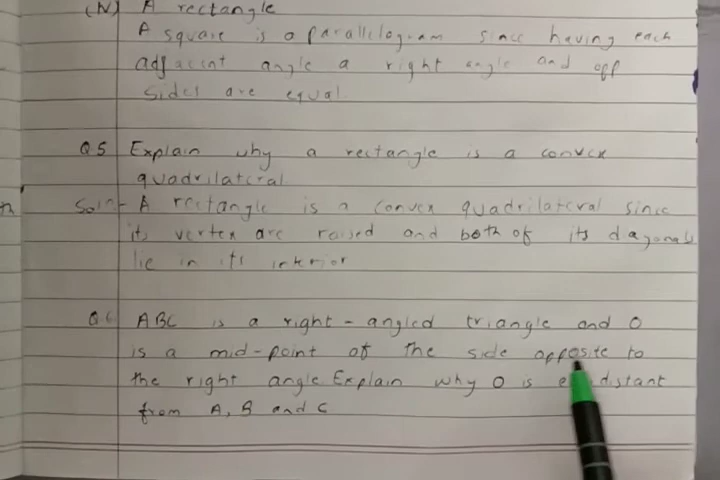 (iv) A rectangle
A square is a parallelogram since having each
adjacent angle a right angle and opp
sides are equal
Q5 Explain why a rectangle is a convex
quadrilateral
Soln- A rectangle is a convex quadrilateral since
its vertex are raised and both of its diagonals
lie in its interior
Q6 ABC is a right-angled triangle and O
is a mid-point of the side opposite to
the right angle. Explain why O is distant
from A, B and C